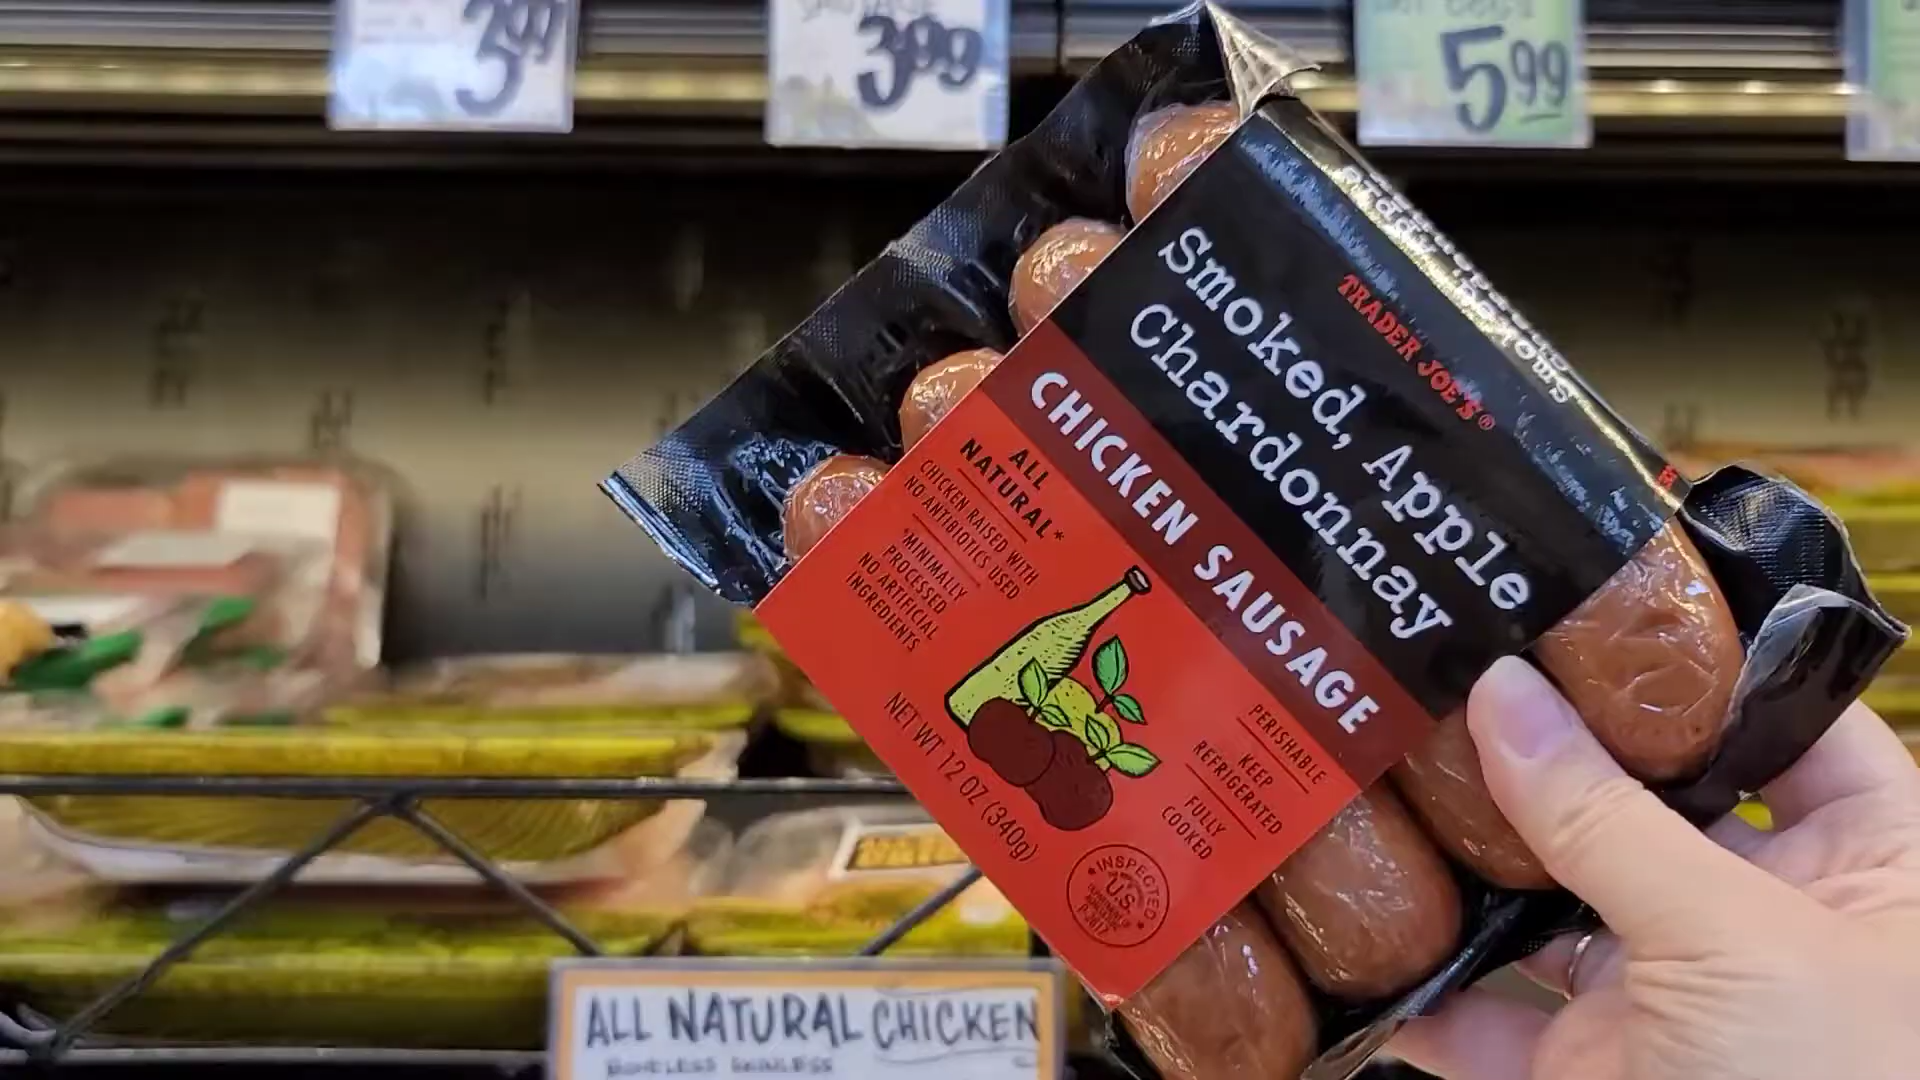 3.99
3.99
5.99
TRADER JOE'S®
Smoked, Apple
Chardonnay
CHICKEN SAUSAGE
ALL
NATURAL*
CHICKEN RAISED WITH
NO ANTIBIOTICS USED
*MINIMALLY
PROCESSED
NO ARTIFICIAL
INGREDIENTS
PERISHABLE
KEEP
REFRIGERATED
FULLY
COOKED
NET WT 12 OZ (340g)
INSPECTED
U.S.
ALL NATURAL CHICKEN
BONELESS SKINLESS